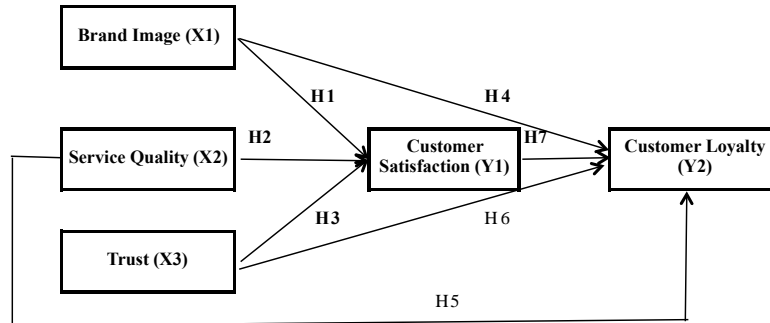 Brand Image (X1)
H1
H4
Service Quality (X2)
H2
Customer
Satisfaction (Y1)
H7
Customer Loyalty
(Y2)
H3
H6
Trust (X3)
H5